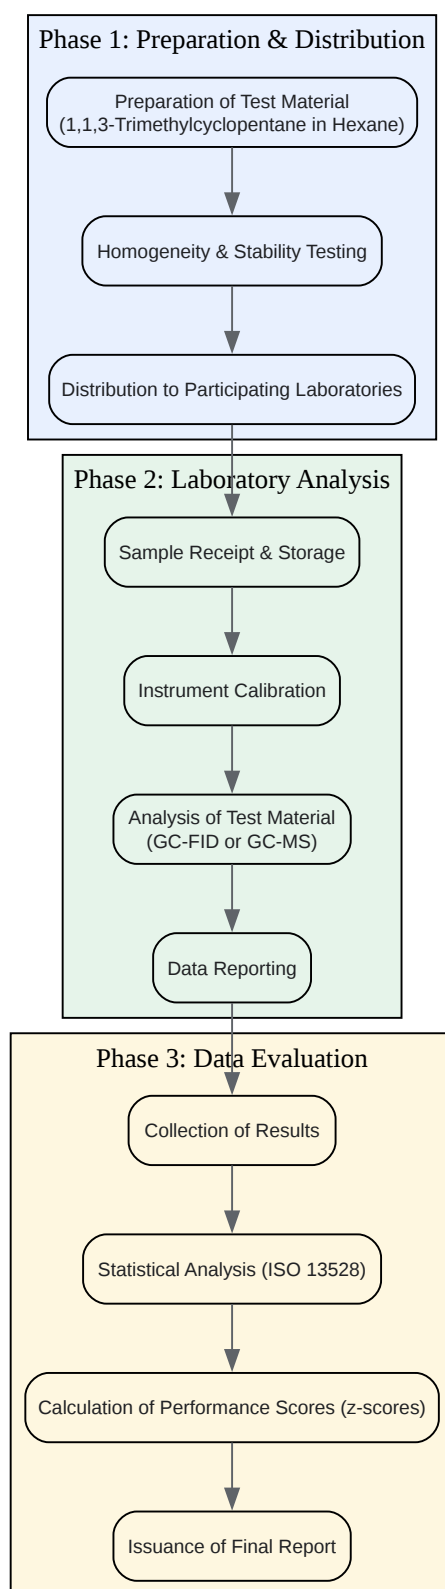 Phase 1: Preparation & Distribution
Preparation of Test Material
(1,1,3-Trimethylcyclopentane in Hexane)
Homogeneity & Stability Testing
Distribution to Participating Laboratories
Phase 2: Laboratory Analysis
Sample Receipt & Storage
Instrument Calibration
Analysis of Test Material
(GC-FID or GC-MS)
Data Reporting
Phase 3: Data Evaluation
Collection of Results
Statistical Analysis (ISO 13528)
Calculation of Performance Scores (z-scores)
Issuance of Final Report